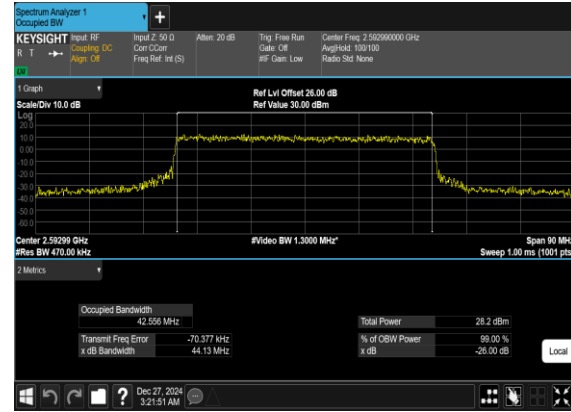 Spectrum Analyzer 1
Occupied BW
+
KEYSIGHT Input: RF Input Z: 50 Ω Atten: 20 dB Trig: Free Run Center Freq: 2.592990000 GHz
R T Coupling: DC Corr CCorr Gate: Off Avg|Hold: 100/100
Align: Off Freq Ref: Int (S) #IF Gain: Low Radio Std: None
LU
1 Graph
Ref Lvl Offset 26.00 dB
Scale/Div 10.0 dB Ref Value 30.00 dBm
Log
20.0
10.0
0.00
-10.0
-20.0
-30.0
-40.0
-50.0
-60.0
Center 2.59299 GHz #Video BW 1.3000 MHz* Span 90 MHz
#Res BW 470.00 kHz Sweep 1.00 ms (1001 pts
2 Metrics
Occupied Bandwidth
42.556 MHz Total Power 28.2 dBm
Transmit Freq Error -70.377 kHz % of OBW Power 99.00 %
x dB Bandwidth 44.13 MHz x dB -26.00 dB
Local
? Dec 27, 2024
3:21:51 AM